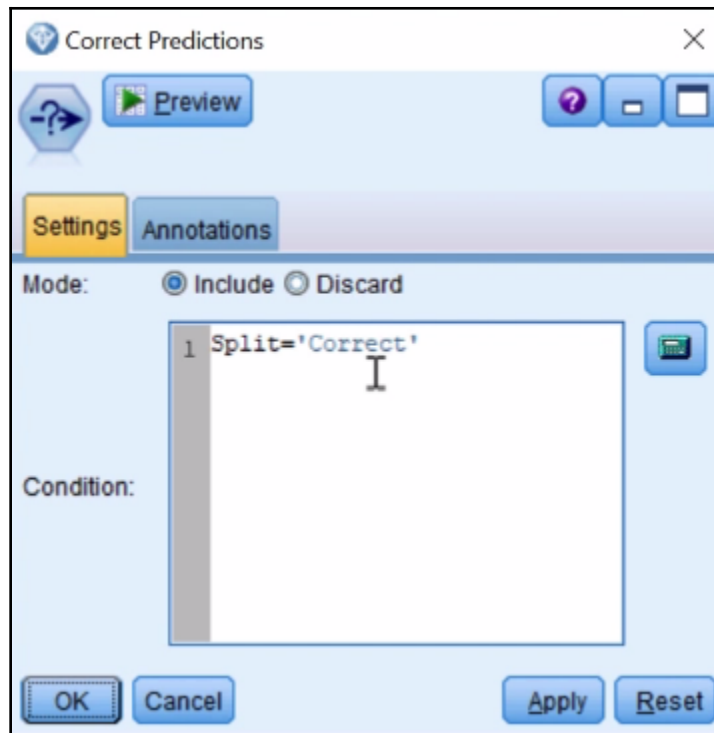 Correct Predictions
Preview
Settings Annotations
Mode: Include Discard
1 Split='Correct'
Condition:
OK Cancel Apply Reset